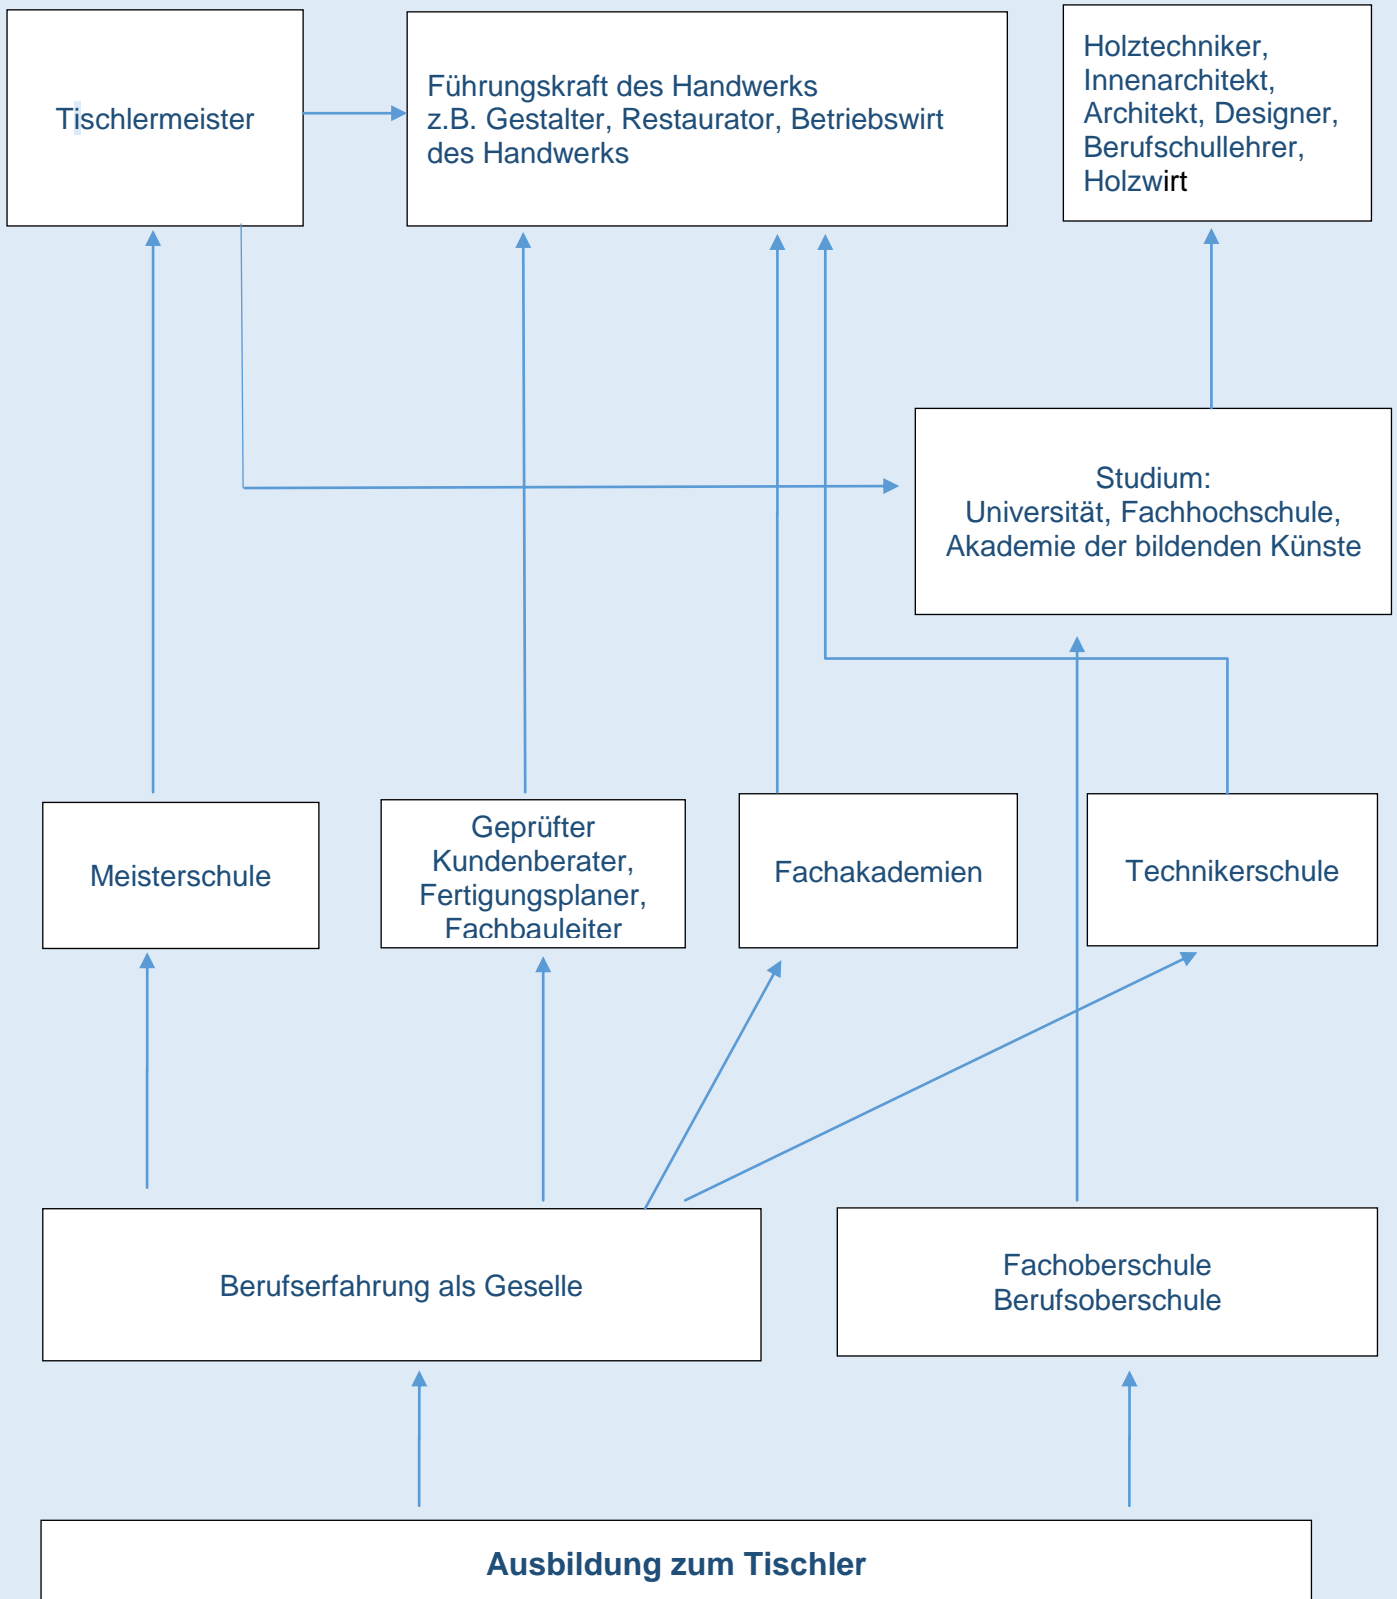 Tischlermeister
Führungskraft des Handwerks
z.B. Gestalter, Restaurator, Betriebswirt
des Handwerks
Holztechniker,
Innenarchitekt,
Architekt, Designer,
Berufschullehrer,
Holzwirt
Studium:
Universität, Fachhochschule,
Akademie der bildenden Künste
Meisterschule
Geprüfter
Kundenberater,
Fertigungsplaner,
Fachbauleiter
Fachakademien
Technikerschule
Berufserfahrung als Geselle
Fachoberschule
Berufsoberschule
Ausbildung zum Tischler